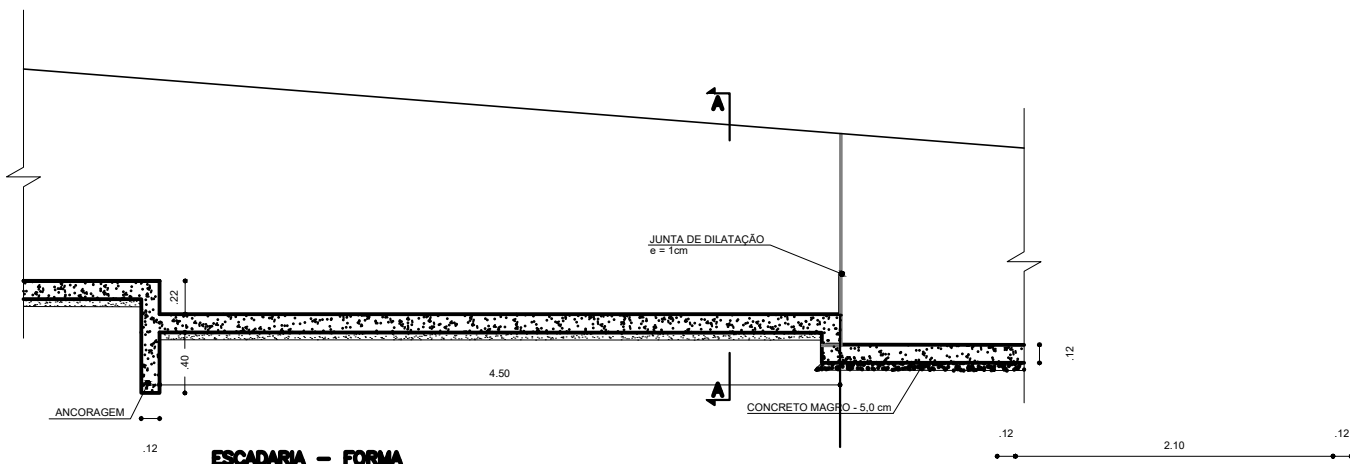 A
JUNTA DE DILATAÇÃO
e = 1cm
.22
.40
4.50
.12
A
ANCORAGEM
CONCRETO MAGRO - 5,0 cm
.12
.12
2.10
.12
ESCADARIA - FORMA